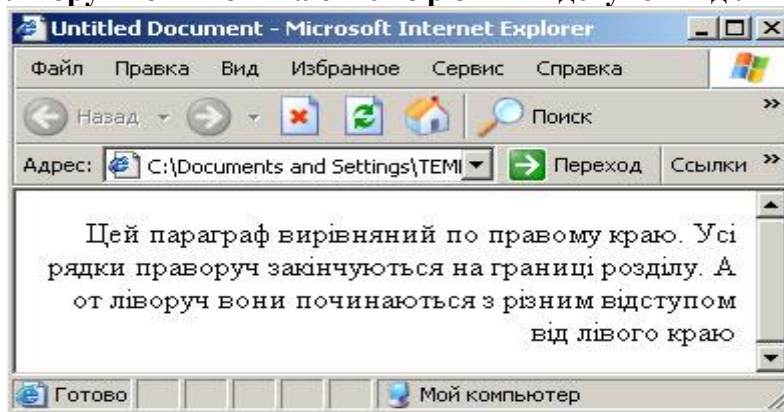 Untitled Document - Microsoft Internet Explorer
Файл Правка Вид Избранное Сервис Справка
Назад Поиск »
Адрес: C:\Documents and Settings\TEM Переход Ссылки »
Цей параграф вирівняний по правому краю. Усі
рядки праворуч закінчуються на границі розділу. А
от ліворуч вони починаються з різним відступом
від лівого краю
Готово Мой компьютер